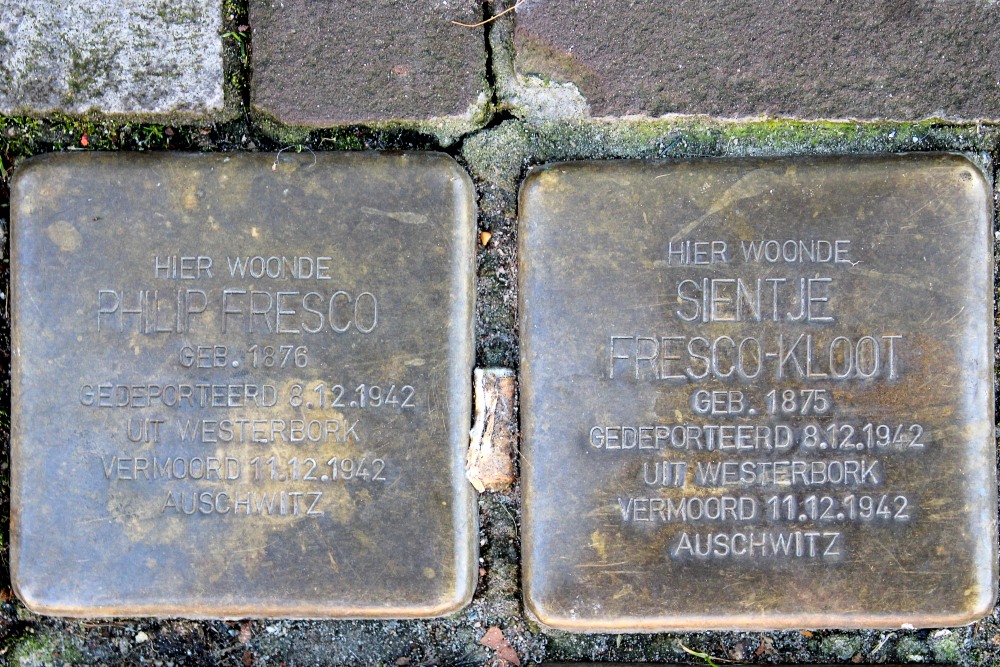 HIER WOONDE
PHILIP FRESCO
GEB. 1876
GEDEPORTEERD 8.12.1942
UIT WESTERBORK
VERMOORD 11.12.1942
AUSCHWITZ
HIER WOONDE
SIENTJE
FRESCO-KLOOT
GEB. 1875
GEDEPORTEERD 8.12.1942
UIT WESTERBORK
VERMOORD 11.12.1942
AUSCHWITZ